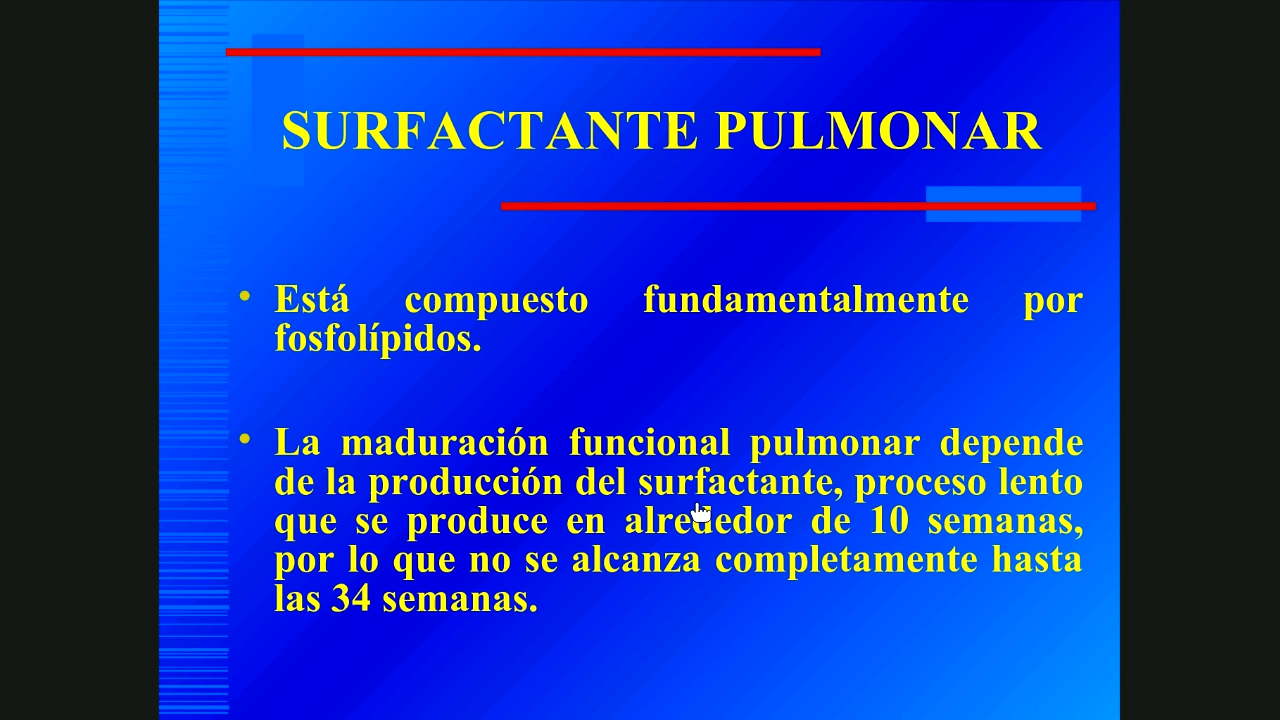 SURFACTANTE PULMONAR
• Está compuesto fundamentalmente por
fosfolípidos.
• La maduración funcional pulmonar depende
de la producción del surfactante, proceso lento
que se produce en alrededor de 10 semanas,
por lo que no se alcanza completamente hasta
las 34 semanas.